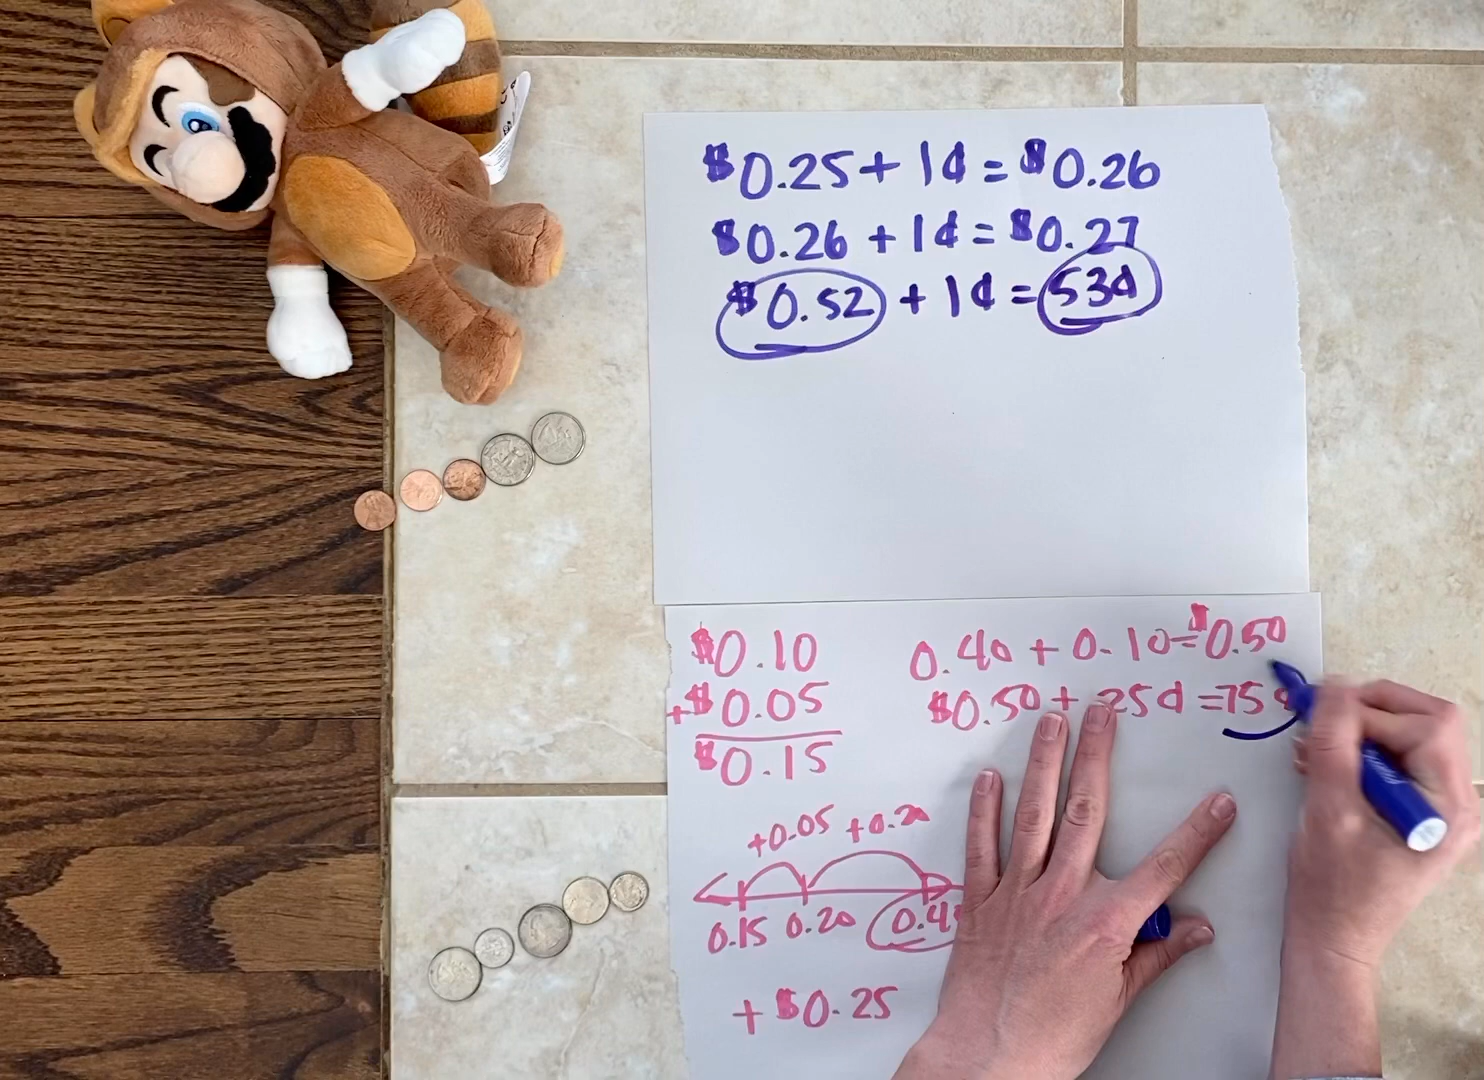 $0.25 + 1¢ = $0.26
$0.26 + 1¢ = $0.27
$0.52 + 1¢ = 53¢
$0.10
+ $0.05
$0.15
0.40 + 0.10 = $0.50
$0.50 + 25¢ = 75¢
+0.05 +0.20
0.15 0.20
+ $0.25